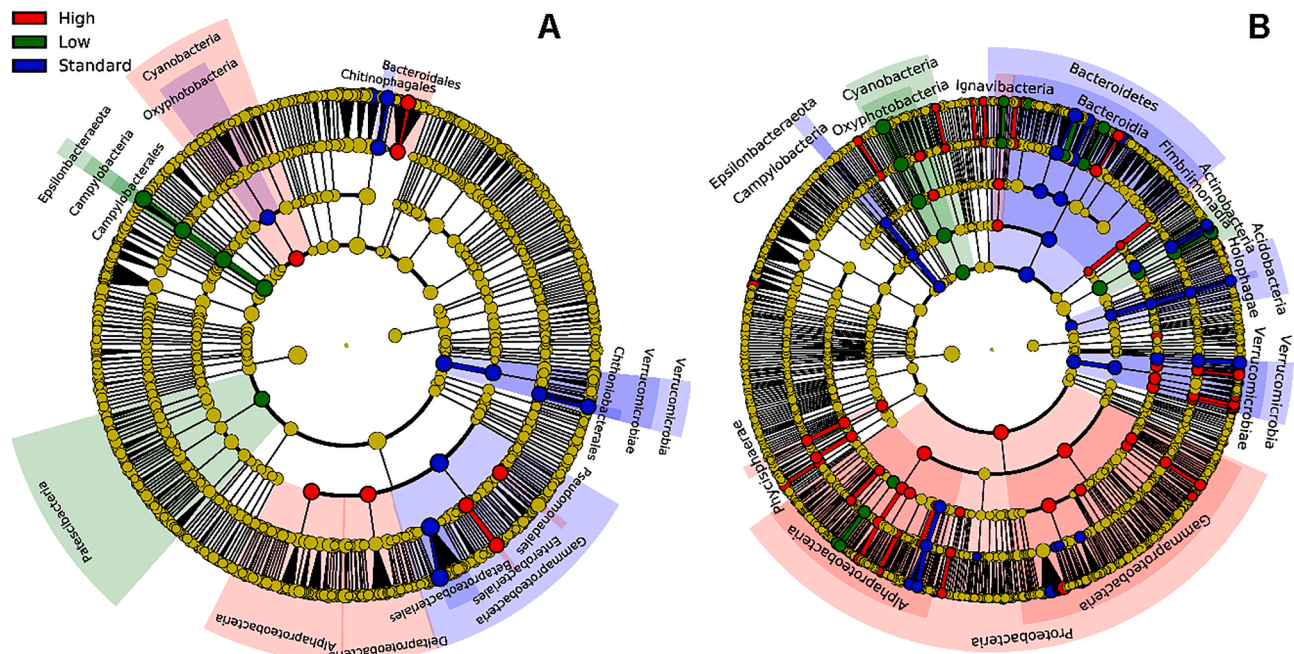 High
Low
Standard
A
Cyanobacteria
Oxyphotobacteria
Bacteroidales
Chitinophagales
Epsilonbacteraeota
Campylobacteria
Campylobacterales
Patescibacteria
Alphaproteobacteria
Deltaproteobacteria
Gammaproteobacteria
Betaproteobacteriales
Enterobacteriales
Pseudomonadales
Chthoniobacterales
Verrucomicrobiae
Verrucomicrobia
B
Cyanobacteria
Oxyphotobacteria
Ignavibacteria
Bacteroidetes
Bacteroidia
Fimbriimonadia
Actinobacteria
Acidobacteria
Holophagae
Epsilonbacteraeota
Campylobacteria
Verrucomicrobiae
Verrucomicrobia
Phycisphaerae
Alphaproteobacteria
Gammaproteobacteria
Proteobacteria